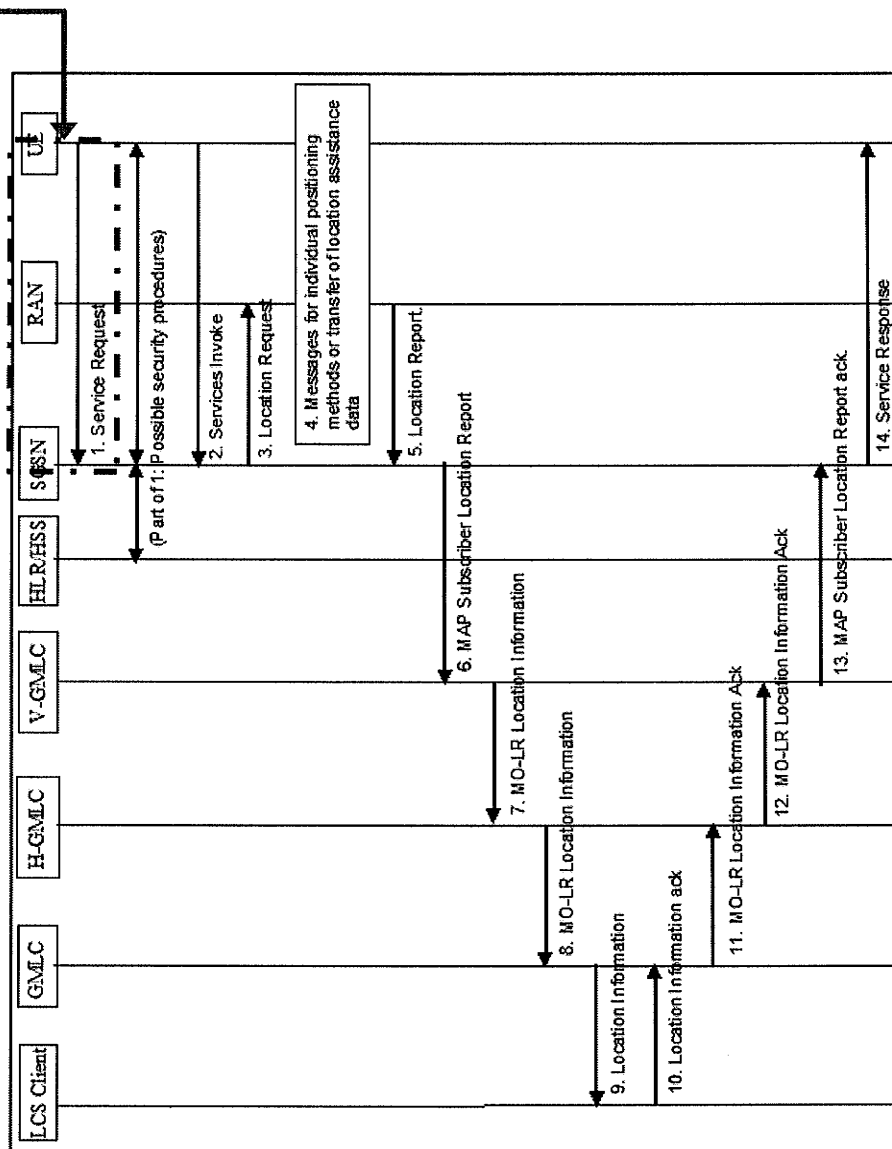 LCS Client
GMLC
H-GMLC
V-GMLC
HLR/HSS
SGSN
RAN
UE
1. Service Request
(Part of 1: Possible security procedures)
2. Services Invoke
3. Location Request
4. Messages for individual positioning
methods or transfer of location assistance
data
5. Location Report.
6. MAP Subscriber Location Report
7. MO-LR Location Information
8. MO-LR Location Information
9. Location Information
10. Location Information ack
11. MO-LR Location Information Ack
12. MO-LR Location Information Ack
13. MAP Subscriber Location Report ack.
14. Service Response